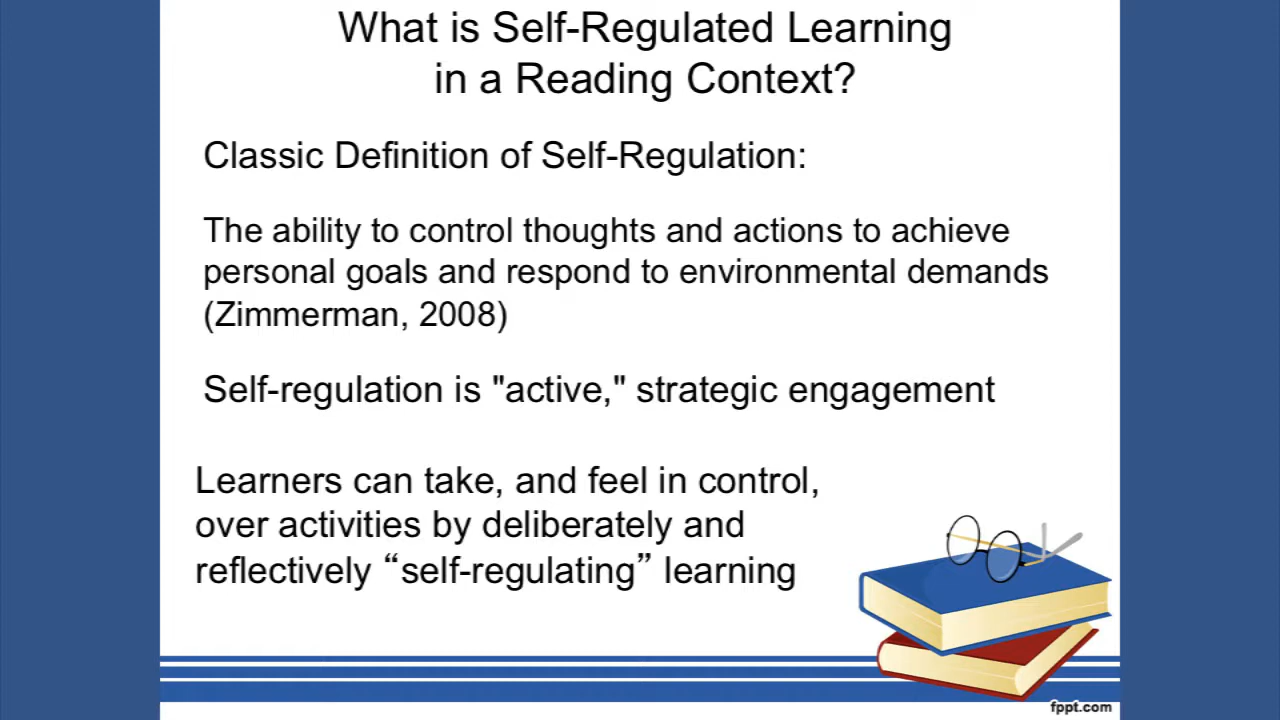 What is Self-Regulated Learning
in a Reading Context?
Classic Definition of Self-Regulation:
The ability to control thoughts and actions to achieve
personal goals and respond to environmental demands
(Zimmerman, 2008)
Self-regulation is "active," strategic engagement
Learners can take, and feel in control,
over activities by deliberately and
reflectively “self-regulating” learning
fppt.com